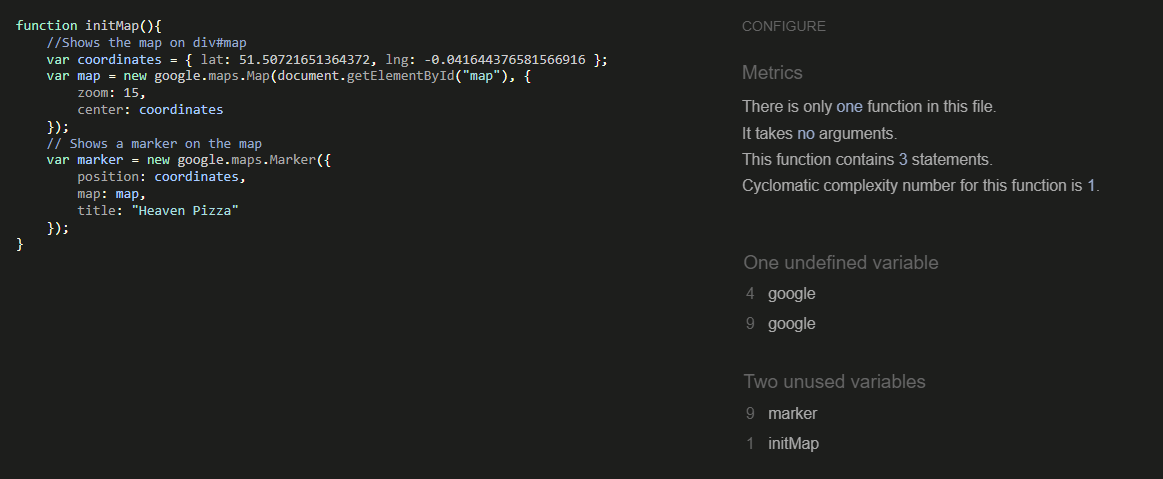 function initMap(){
//Shows the map on div#map
var coordinates = { lat: 51.50721651364372, lng: -0.041644376581566916 };
var map = new google.maps.Map(document.getElementById("map"), {
zoom: 15,
center: coordinates
});
// Shows a marker on the map
var marker = new google.maps.Marker({
position: coordinates,
map: map,
title: "Heaven Pizza"
});
}
CONFIGURE
Metrics
There is only one function in this file.
It takes no arguments.
This function contains 3 statements.
Cyclomatic complexity number for this function is 1.
One undefined variable
4 google
9 google
Two unused variables
9 marker
1 initMap